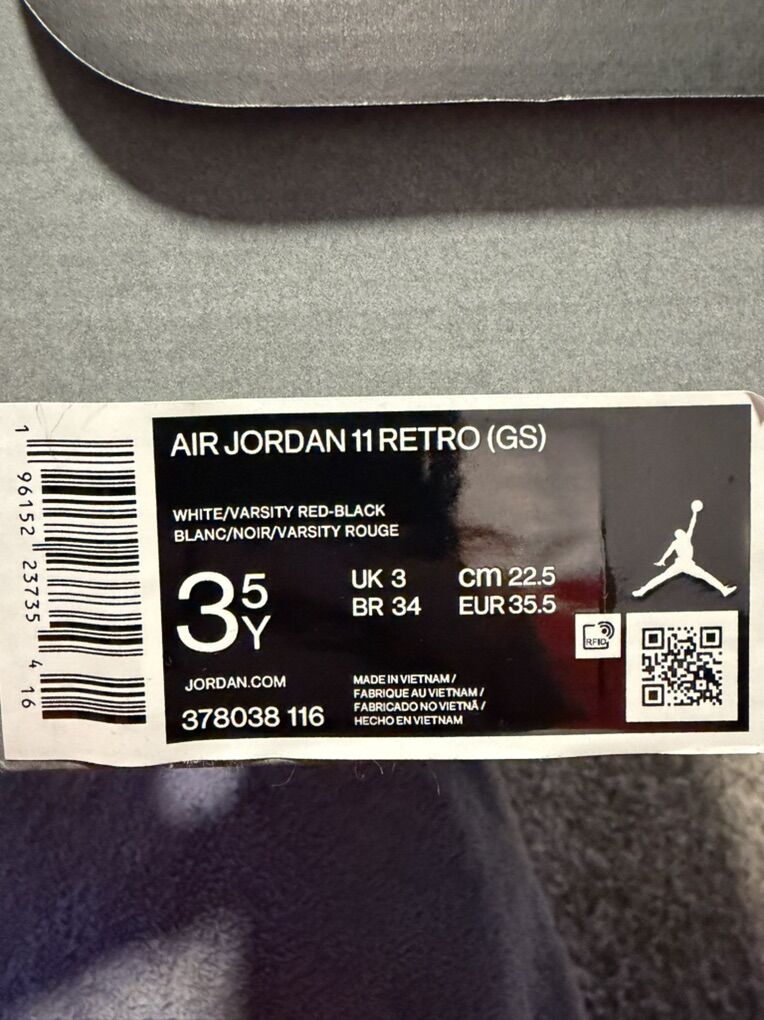 1 96152 23735 4 16
AIR JORDAN 11 RETRO (GS)
WHITE/VARSITY RED-BLACK
BLANC/NOIR/VARSITY ROUGE
3 5 Y
UK 3 cm 22.5
BR 34 EUR 35.5
RFID
JORDAN.COM
378038 116
MADE IN VIETNAM /
FABRIQUE AU VIETNAM /
FABRICADO NO VIETNÃ /
HECHO EN VIETNAM